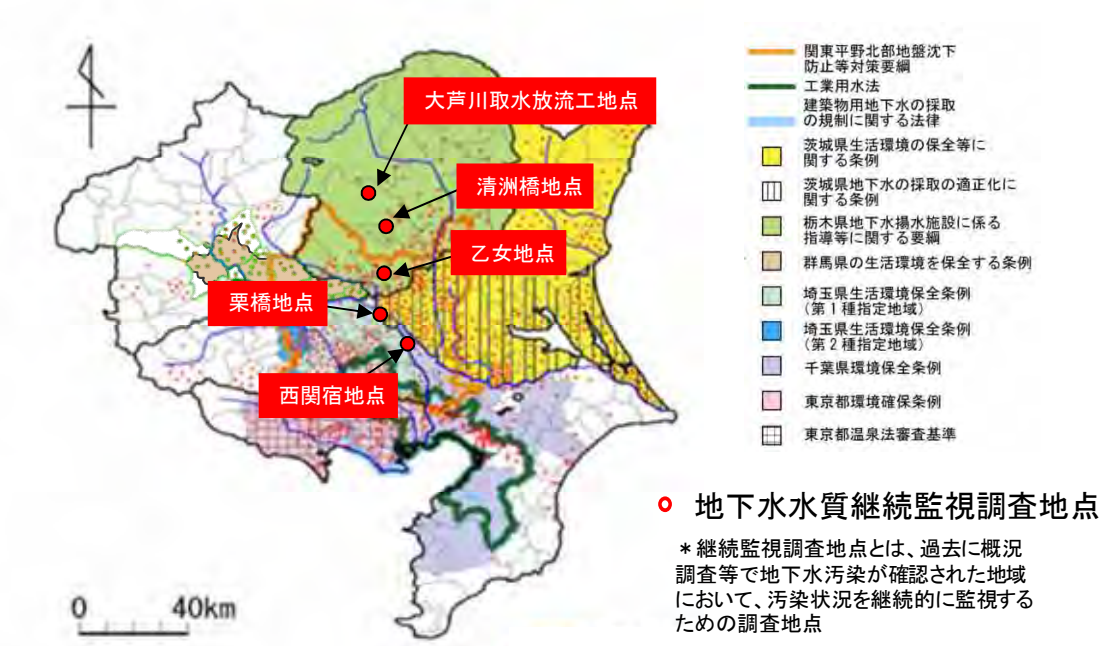 大芦川取水放流工地点
清洲橋地点
乙女地点
栗橋地点
西関宿地点
0 40km
関東平野北部地盤沈下
防止等対策要綱
工業用水法
建築物用地下水の採取
の規制に関する法律
茨城県生活環境の保全等に
関する条例
茨城県地下水の採取の適正化に
関する条例
栃木県地下水揚水施設に係る
指導等に関する要綱
群馬県の生活環境を保全する条例
埼玉県生活環境保全条例
(第1種指定地域)
埼玉県生活環境保全条例
(第2種指定地域)
千葉県環境保全条例
東京都環境確保条例
東京都温泉法審査基準
地下水水質継続監視調査地点
＊継続監視調査地点とは、過去に概況
調査等で地下水汚染が確認された地域
において、汚染状況を継続的に監視する
ための調査地点